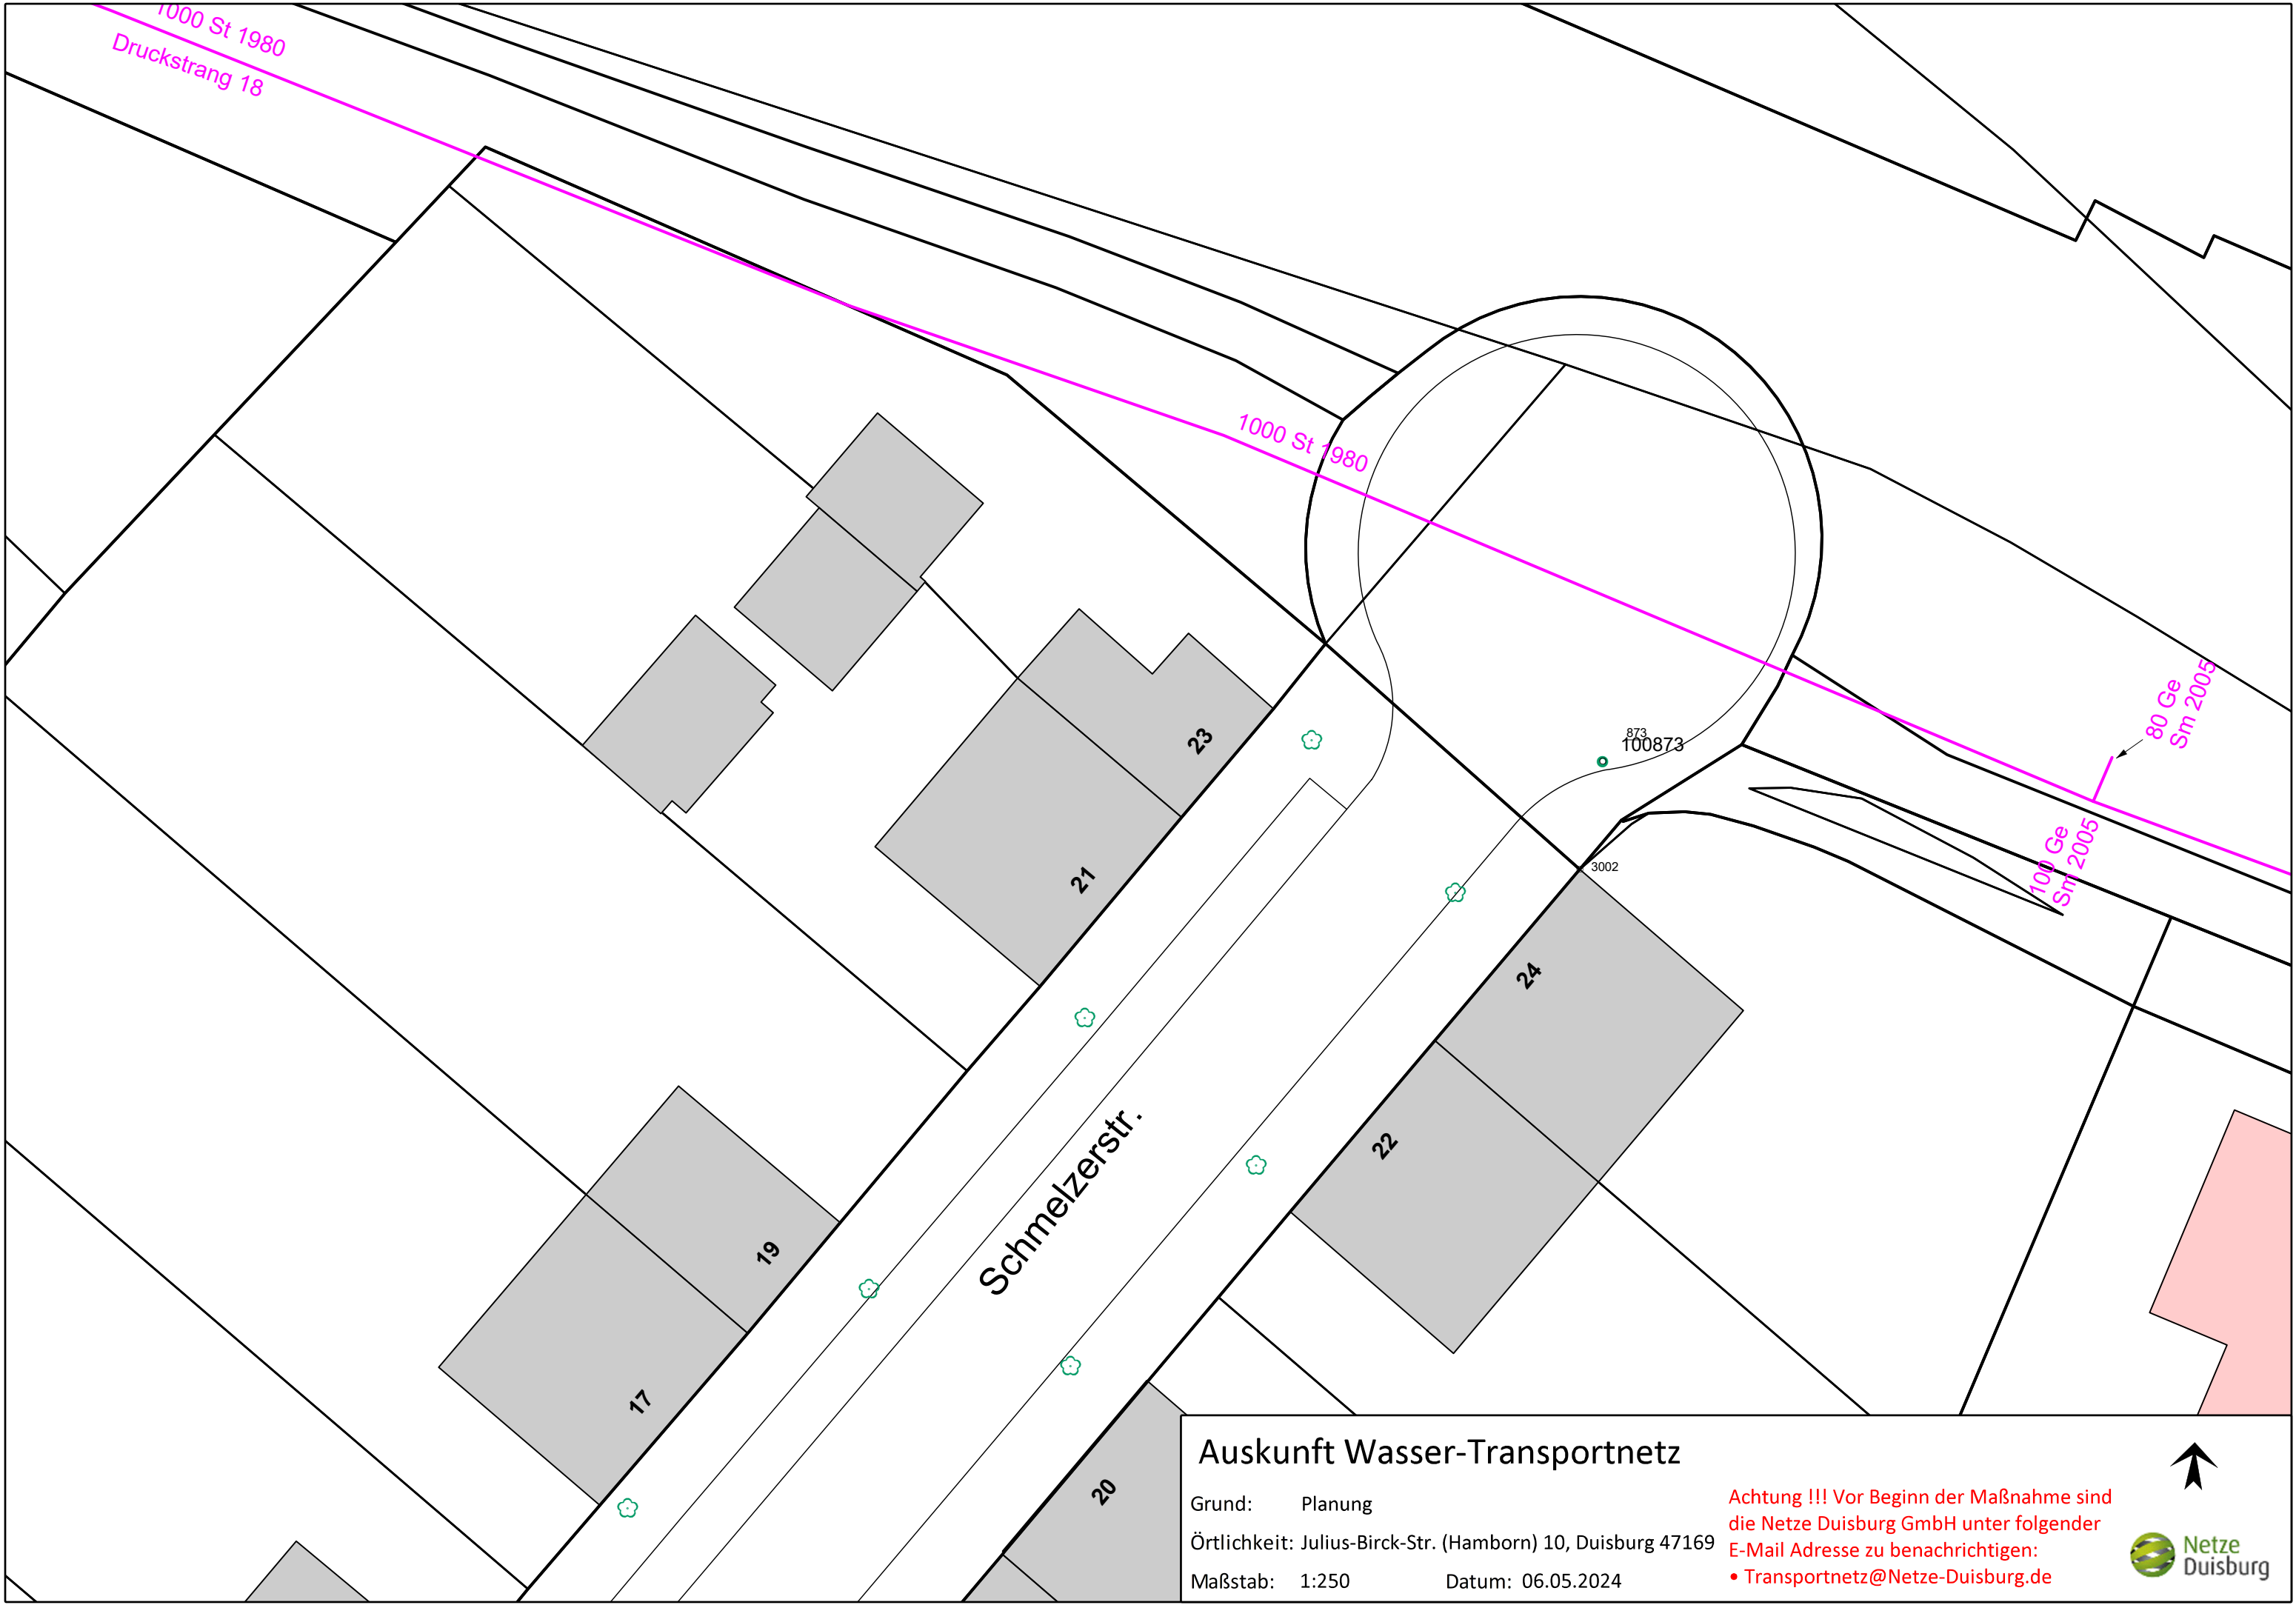 1000 St 1980
Druckstrang 18
1000 St 1980
80 Ge
Sm 2005
873
100873
100 Ge
Sm 2005
3002
23
21
24
22
19
17
20
Schmelzerstr.
Auskunft Wasser-Transportnetz
Grund: Planung
Örtlichkeit: Julius-Birck-Str. (Hamborn) 10, Duisburg 47169
Maßstab: 1:250 Datum: 06.05.2024
Achtung !!! Vor Beginn der Maßnahme sind
die Netze Duisburg GmbH unter folgender
E-Mail Adresse zu benachrichtigen:
• Transportnetz@Netze-Duisburg.de
Netze
Duisburg